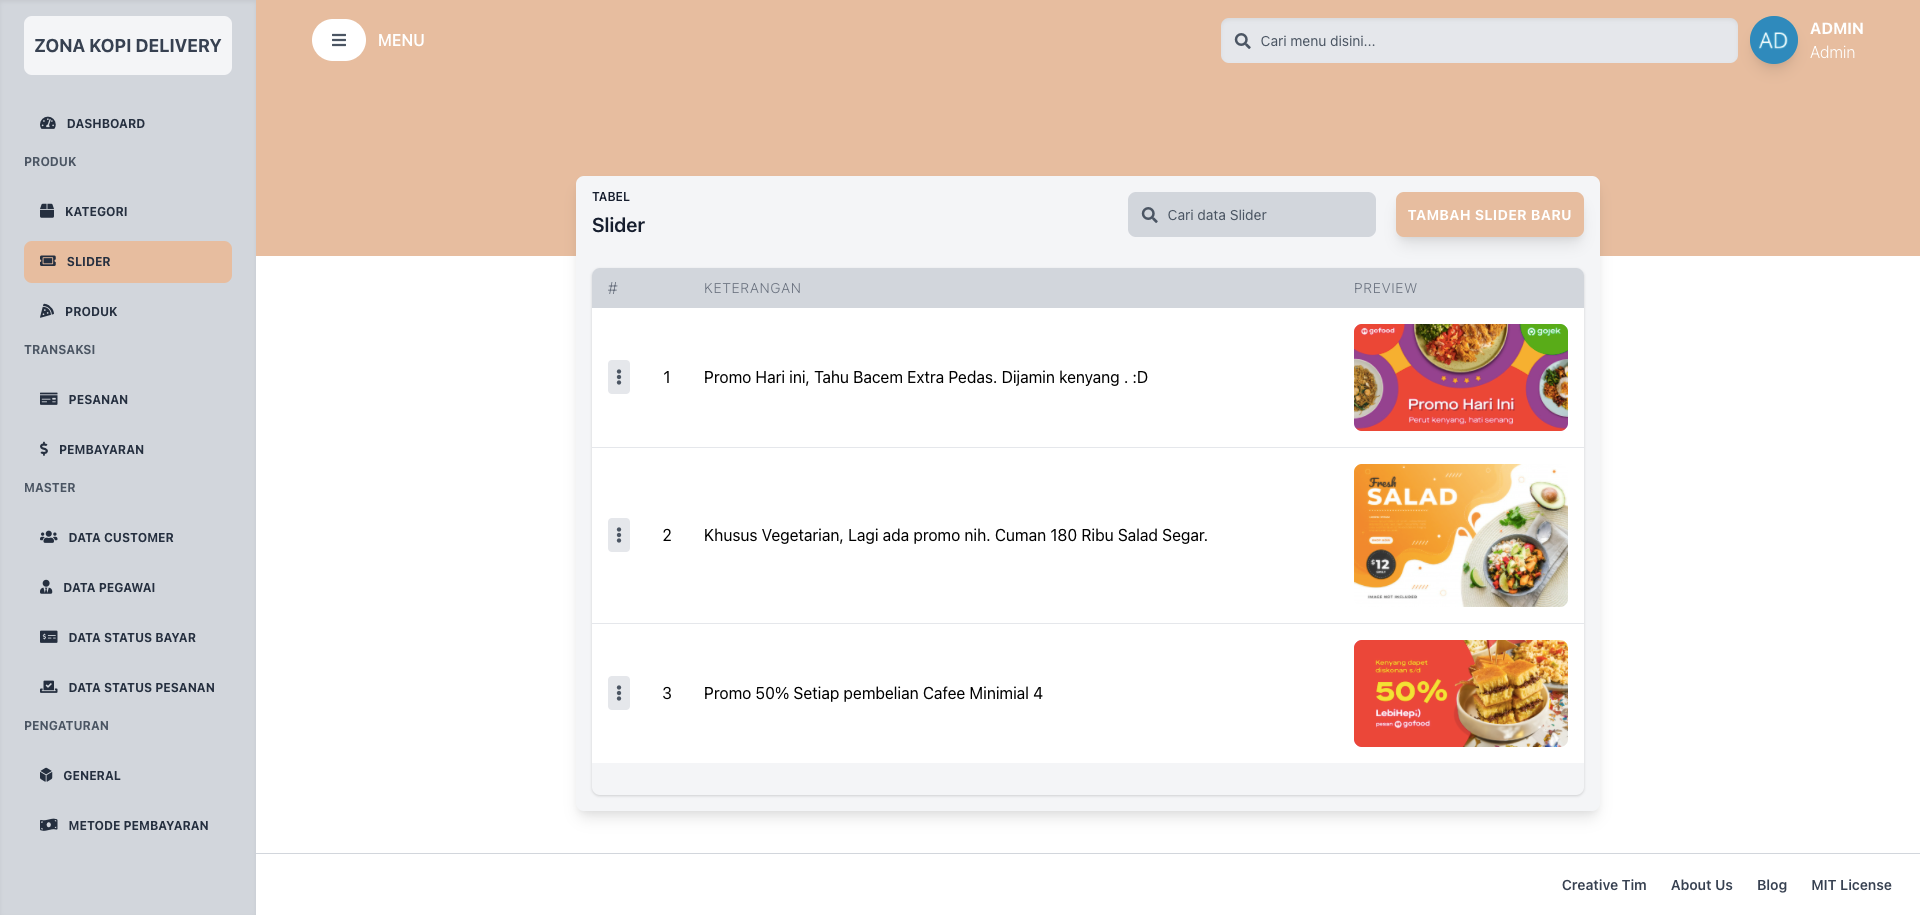 ZONA KOPI DELIVERY
DASHBOARD
PRODUK
KATEGORI
SLIDER
PRODUK
TRANSAKSI
PESANAN
PEMBAYARAN
MASTER
DATA CUSTOMER
DATA PEGAWAI
DATA STATUS BAYAR
DATA STATUS PESANAN
PENGATURAN
GENERAL
METODE PEMBAYARAN
MENU
Cari menu disini...
AD
ADMIN
Admin
TABEL
Slider
Cari data Slider
TAMBAH SLIDER BARU
# KETERANGAN PREVIEW
1 Promo Hari ini, Tahu Bacem Extra Pedas. Dijamin kenyang . :D
gofood
gojek
Promo Hari Ini
Perut kenyang, hati senang
2 Khusus Vegetarian, Lagi ada promo nih. Cuman 180 Ribu Salad Segar.
Fresh
SALAD
$12
IMAGE NOT INCLUDED
3 Promo 50% Setiap pembelian Cafee Minimial 4
Kenyang dapet
diskonan s/d
50%
LebiHepi;)
pesan gofood
Creative Tim About Us Blog MIT License